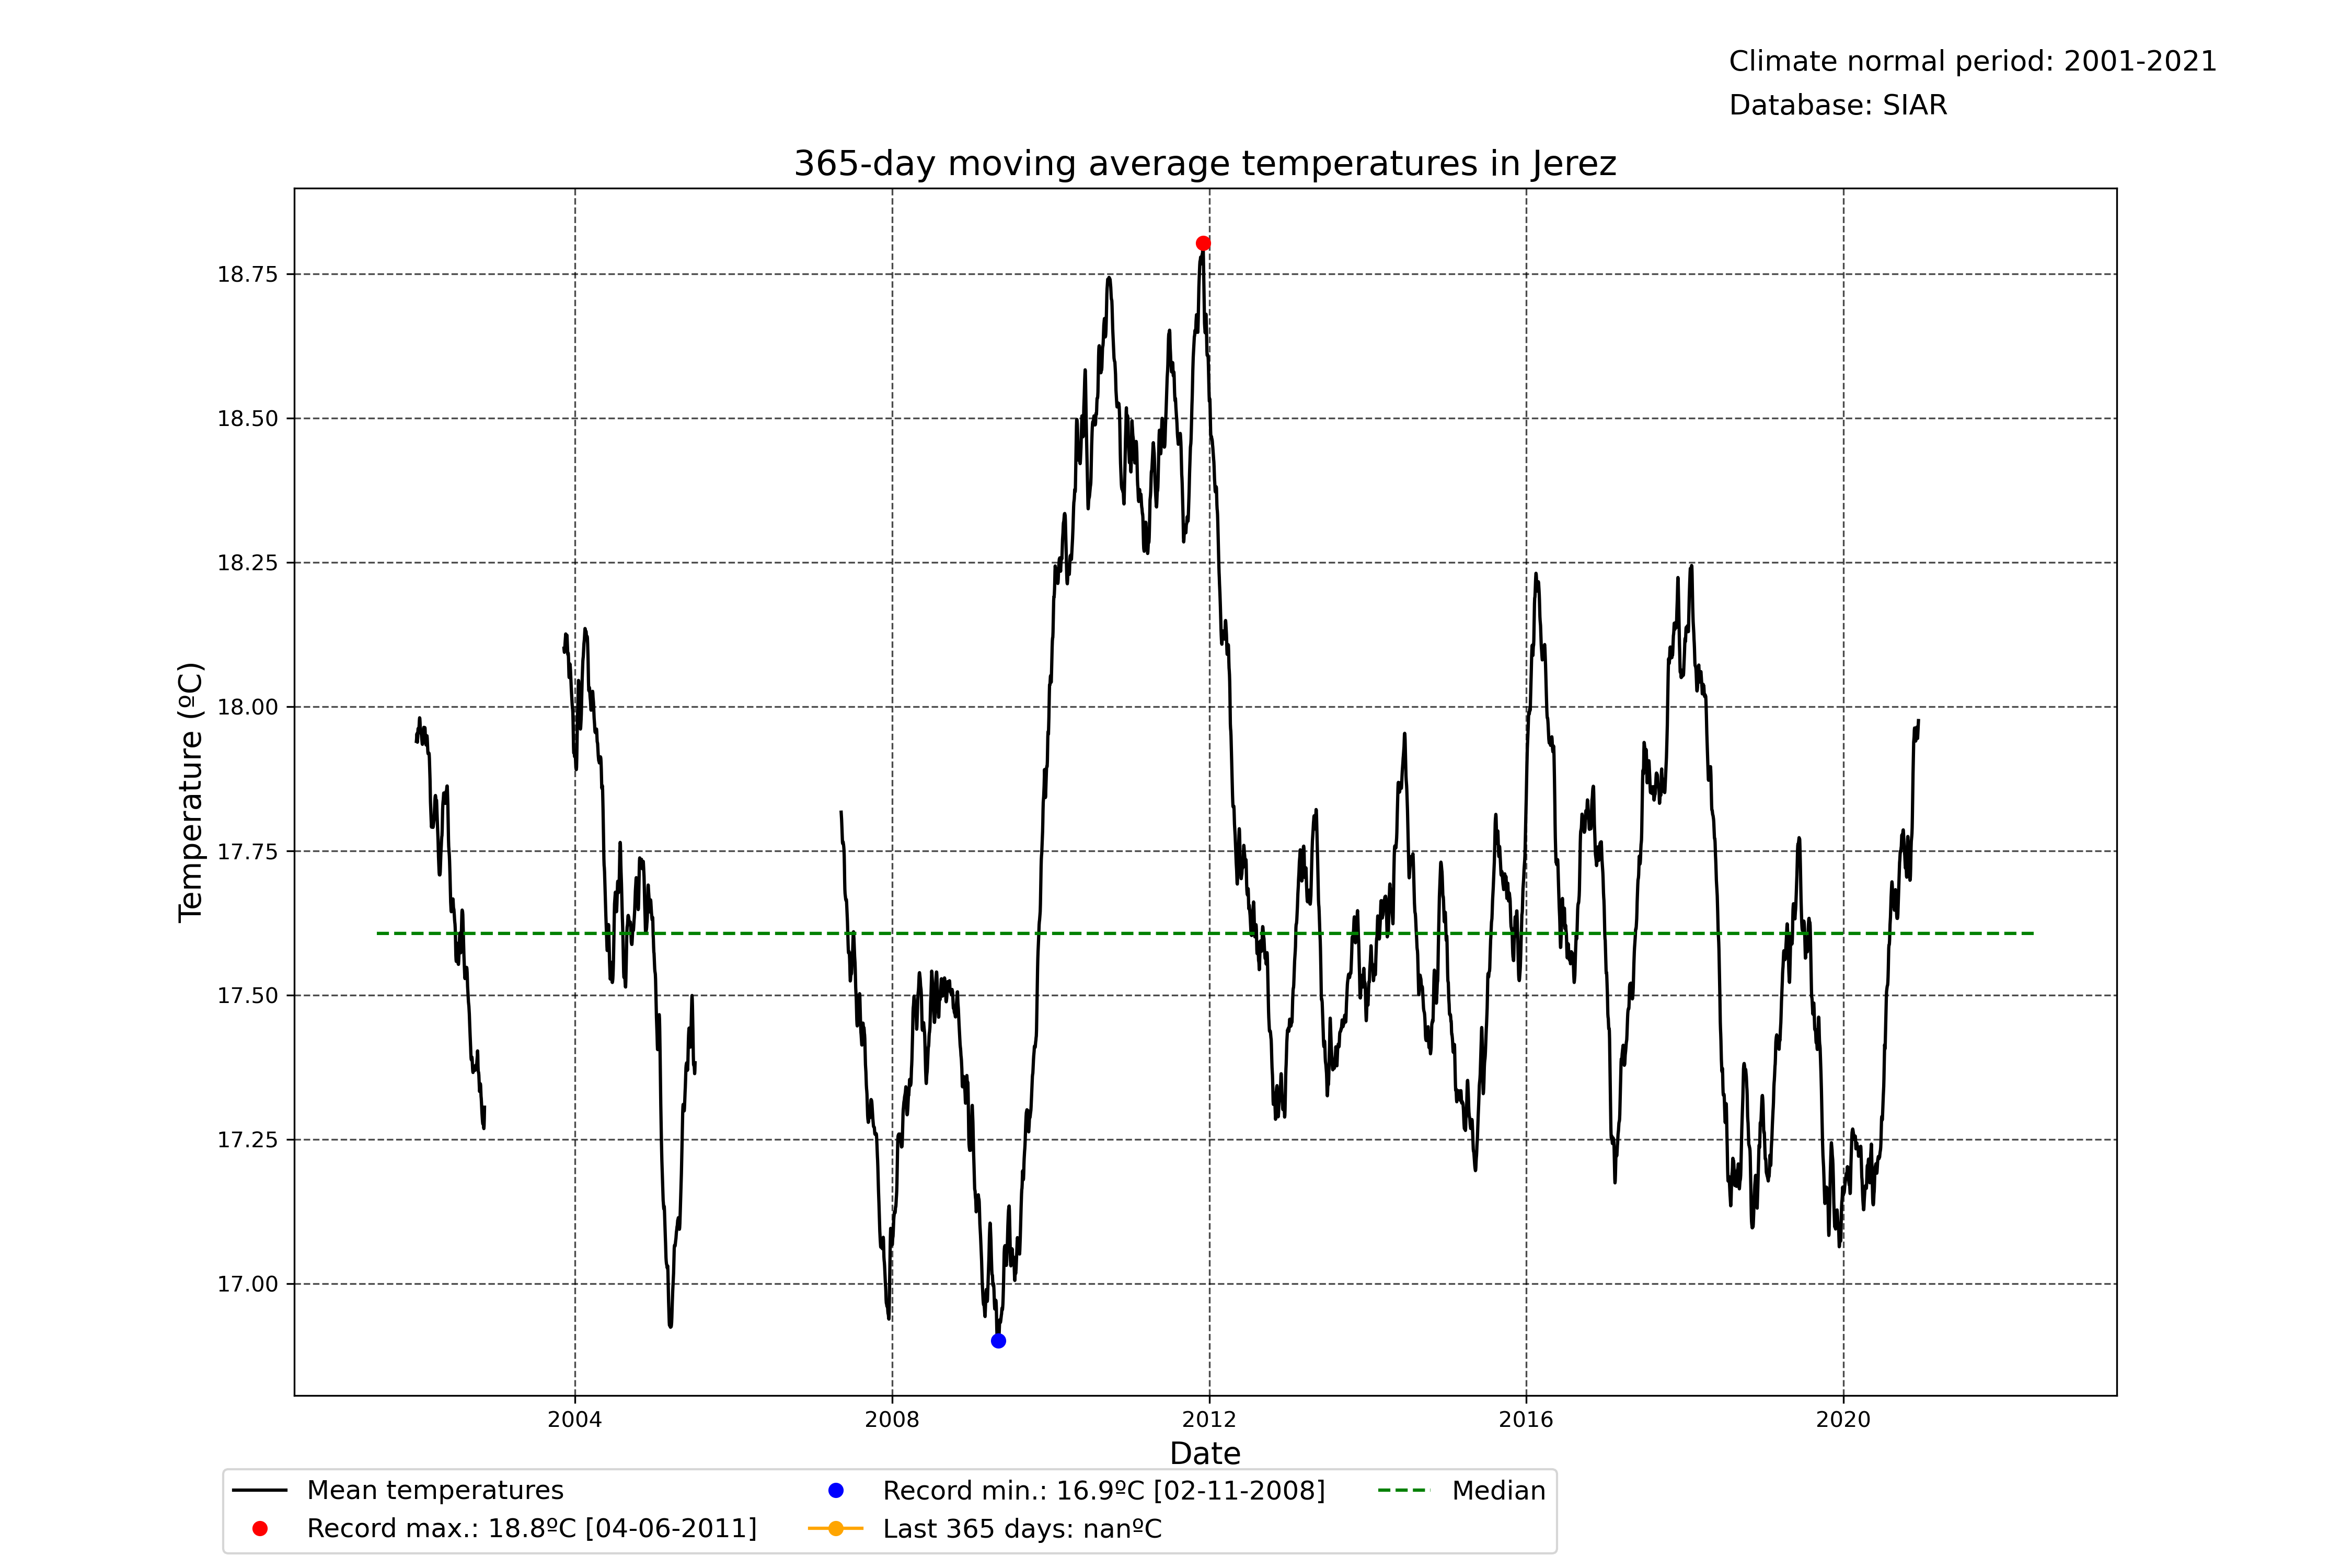 Climate normal period: 2001-2021
Database: SIAR
365-day moving average temperatures in Jerez
18.75
18.50
18.25
18.00
17.75
17.50
17.25
17.00
Temperature (ºC)
2004 2008 2012 2016 2020
Date
Mean temperatures
Record max.: 18.8ºC [04-06-2011]
Record min.: 16.9ºC [02-11-2008]
Last 365 days: nanºC
Median